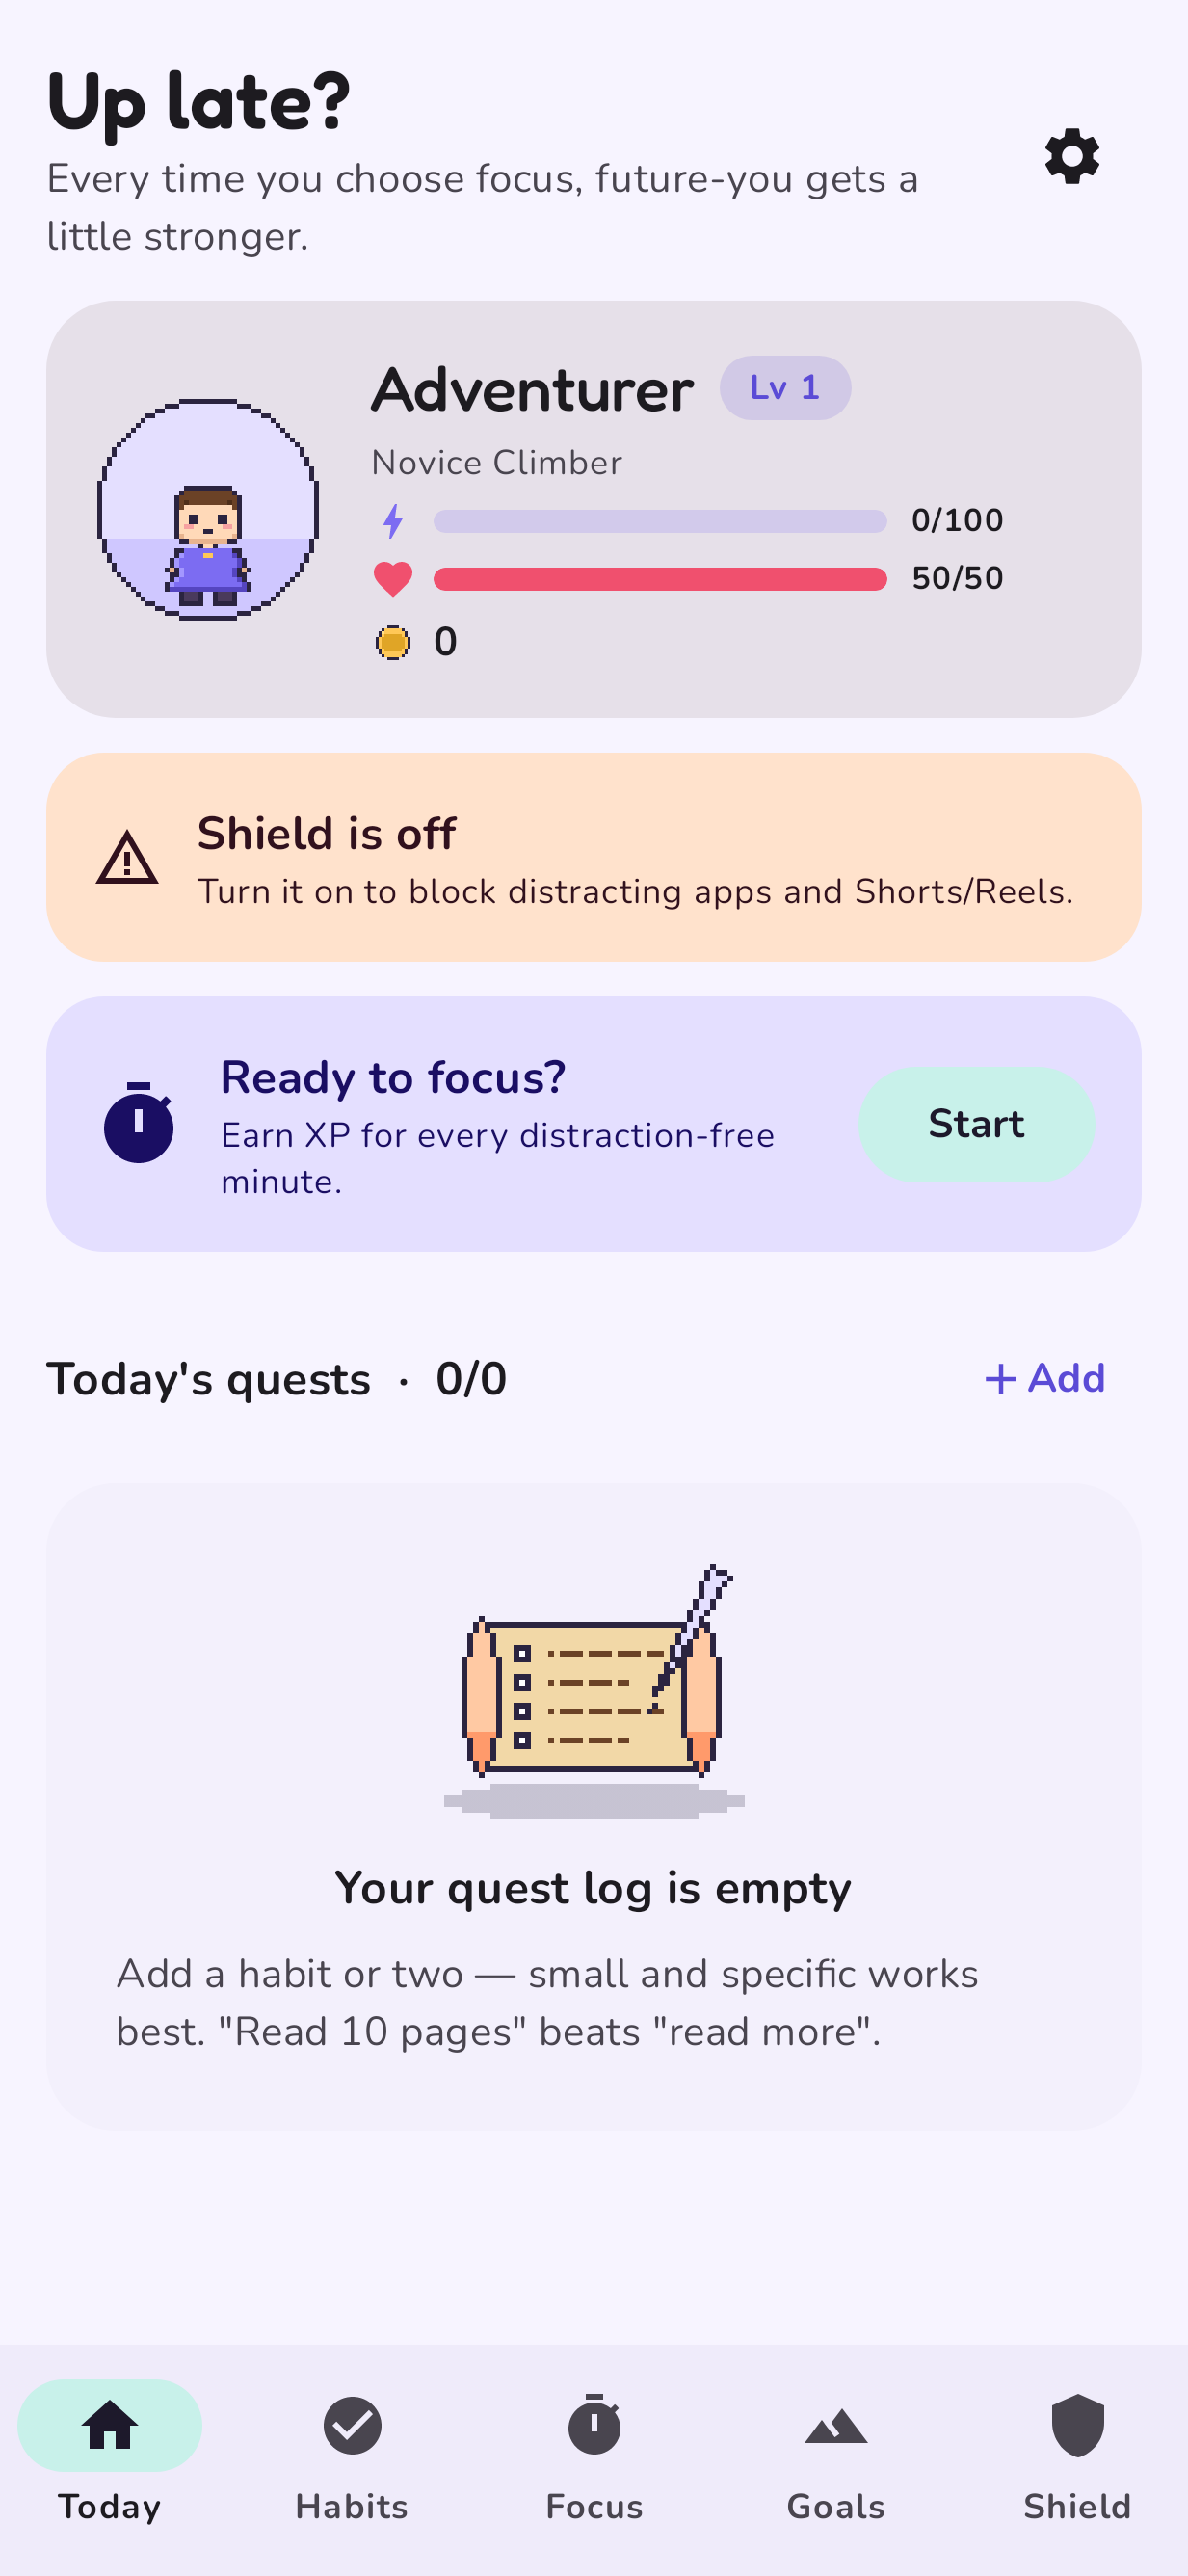 Up late?
Every time you choose focus, future-you gets a
little stronger.
Adventurer Lv 1
Novice Climber
0/100
50/50
0
Shield is off
Turn it on to block distracting apps and Shorts/Reels.
Ready to focus?
Earn XP for every distraction-free
minute.
Start
Today's quests · 0/0
+ Add
Your quest log is empty
Add a habit or two — small and specific works
best. "Read 10 pages" beats "read more".
Today
Habits
Focus
Goals
Shield